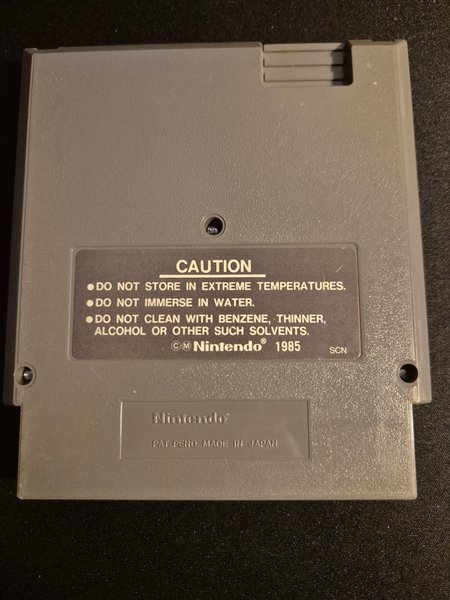 CAUTION
●DO NOT STORE IN EXTREME TEMPERATURES.
●DO NOT IMMERSE IN WATER.
●DO NOT CLEAN WITH BENZENE, THINNER,
ALCOHOL OR OTHER SUCH SOLVENTS.
ⒸⓂNintendo® 1985
SCN
Nintendo®
PAT.PEND. MADE IN JAPAN